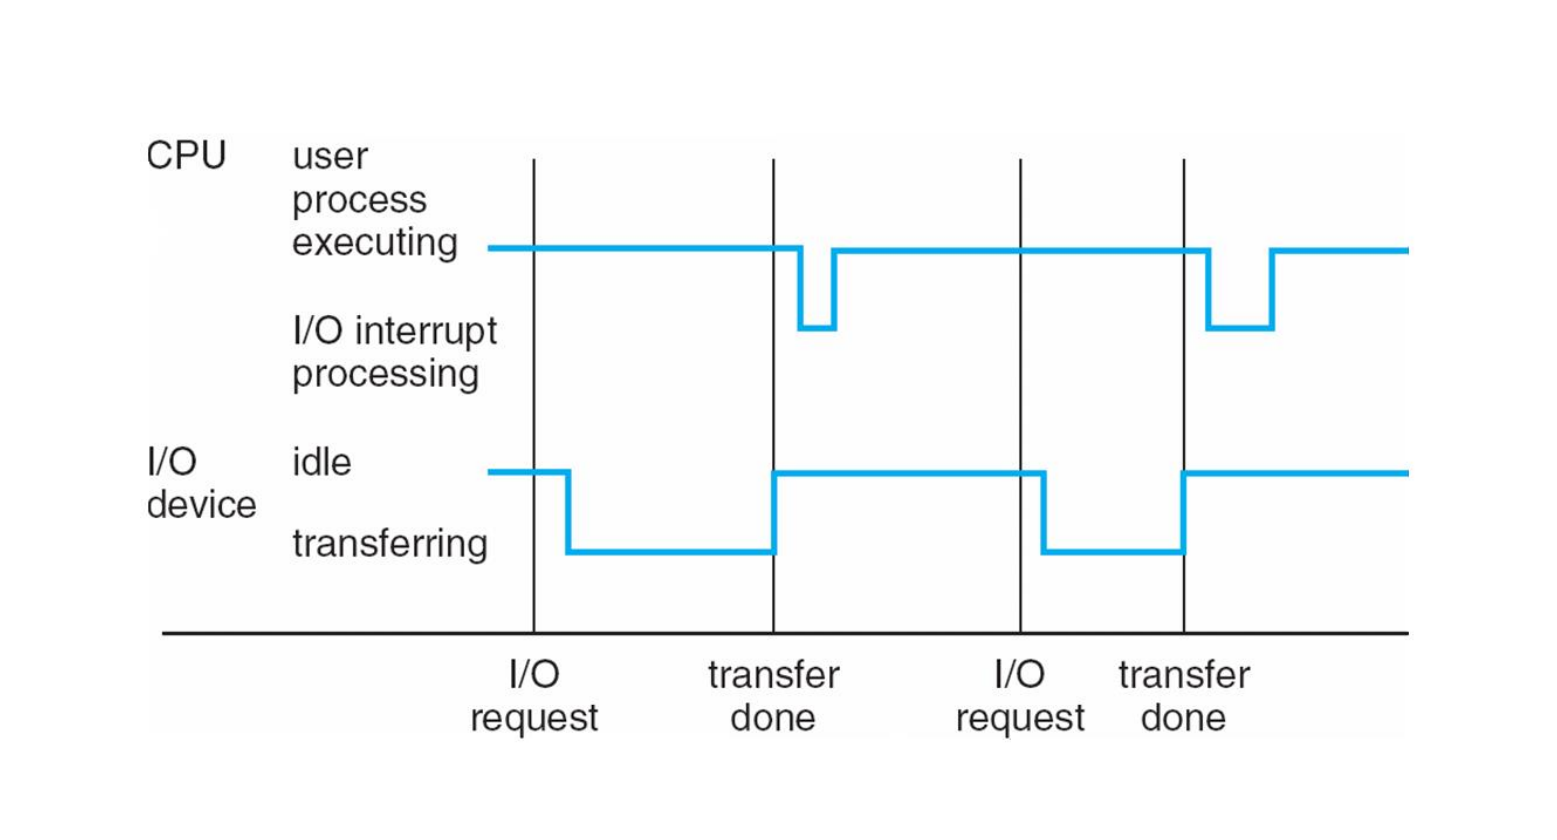 CPU
user
process
executing
I/O interrupt
processing
I/O
device
idle
transferring
I/O
request
transfer
done
I/O
request
transfer
done